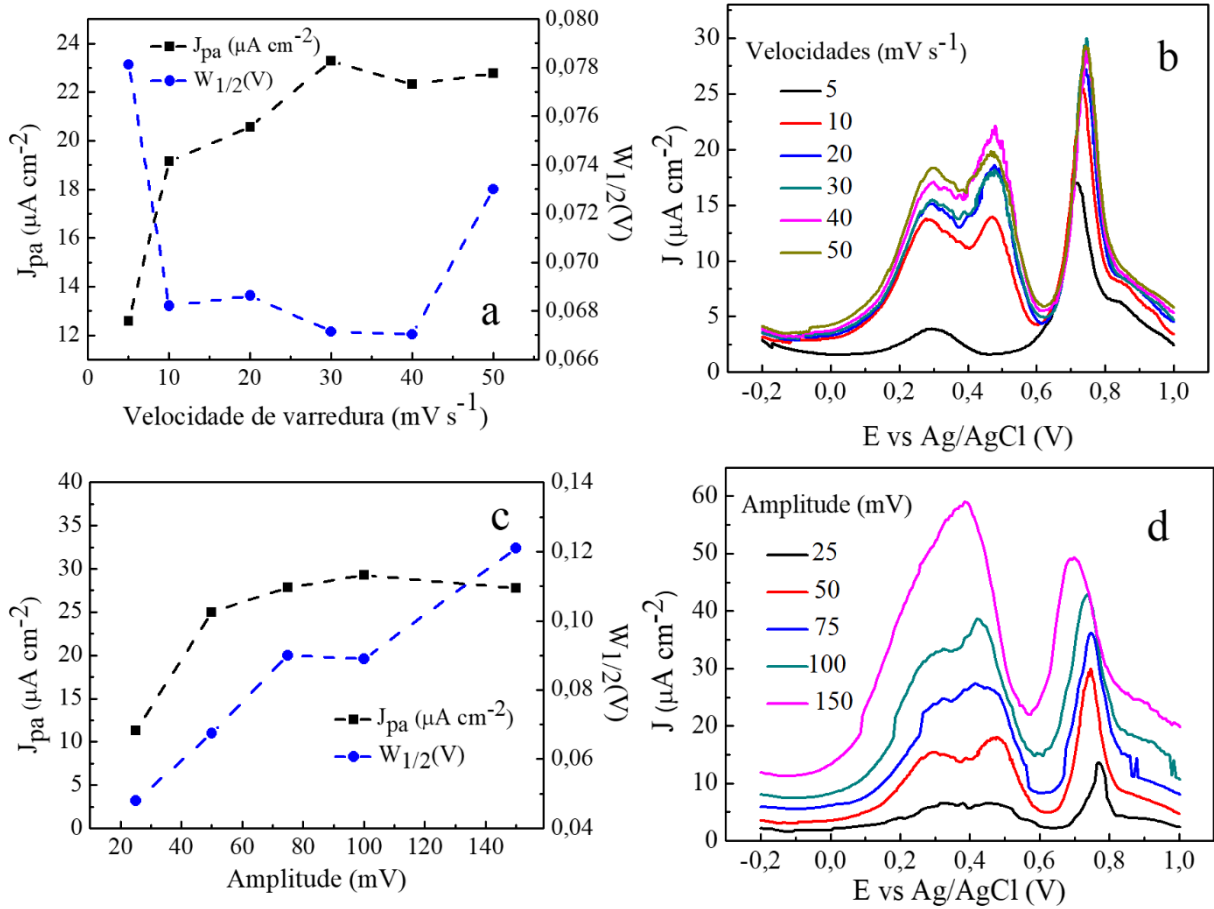 a
J_pa (µA cm⁻²)
W_1/2(V)
24
22
20
18
16
14
12
J_pa (µA cm⁻²)
0,080
0,078
0,076
0,074
0,072
0,070
0,068
0,066
W_1/2(V)
0 10 20 30 40 50
Velocidade de varredura (mV s⁻¹)
b
Velocidades (mV s⁻¹)
5
10
20
30
40
50
30
25
20
15
10
5
0
J (µA cm⁻²)
-0,2 0,0 0,2 0,4 0,6 0,8 1,0
E vs Ag/AgCl (V)
c
40
35
30
25
20
15
10
5
0
J_pa (µA cm⁻²)
J_pa (µA cm⁻²)
W_1/2(V)
0,14
0,12
0,10
0,08
0,06
0,04
W_1/2(V)
20 40 60 80 100 120 140
Amplitude (mV)
d
Amplitude (mV)
25
50
75
100
150
60
50
40
30
20
10
0
J (µA cm⁻²)
-0,2 0,0 0,2 0,4 0,6 0,8 1,0
E vs Ag/AgCl (V)